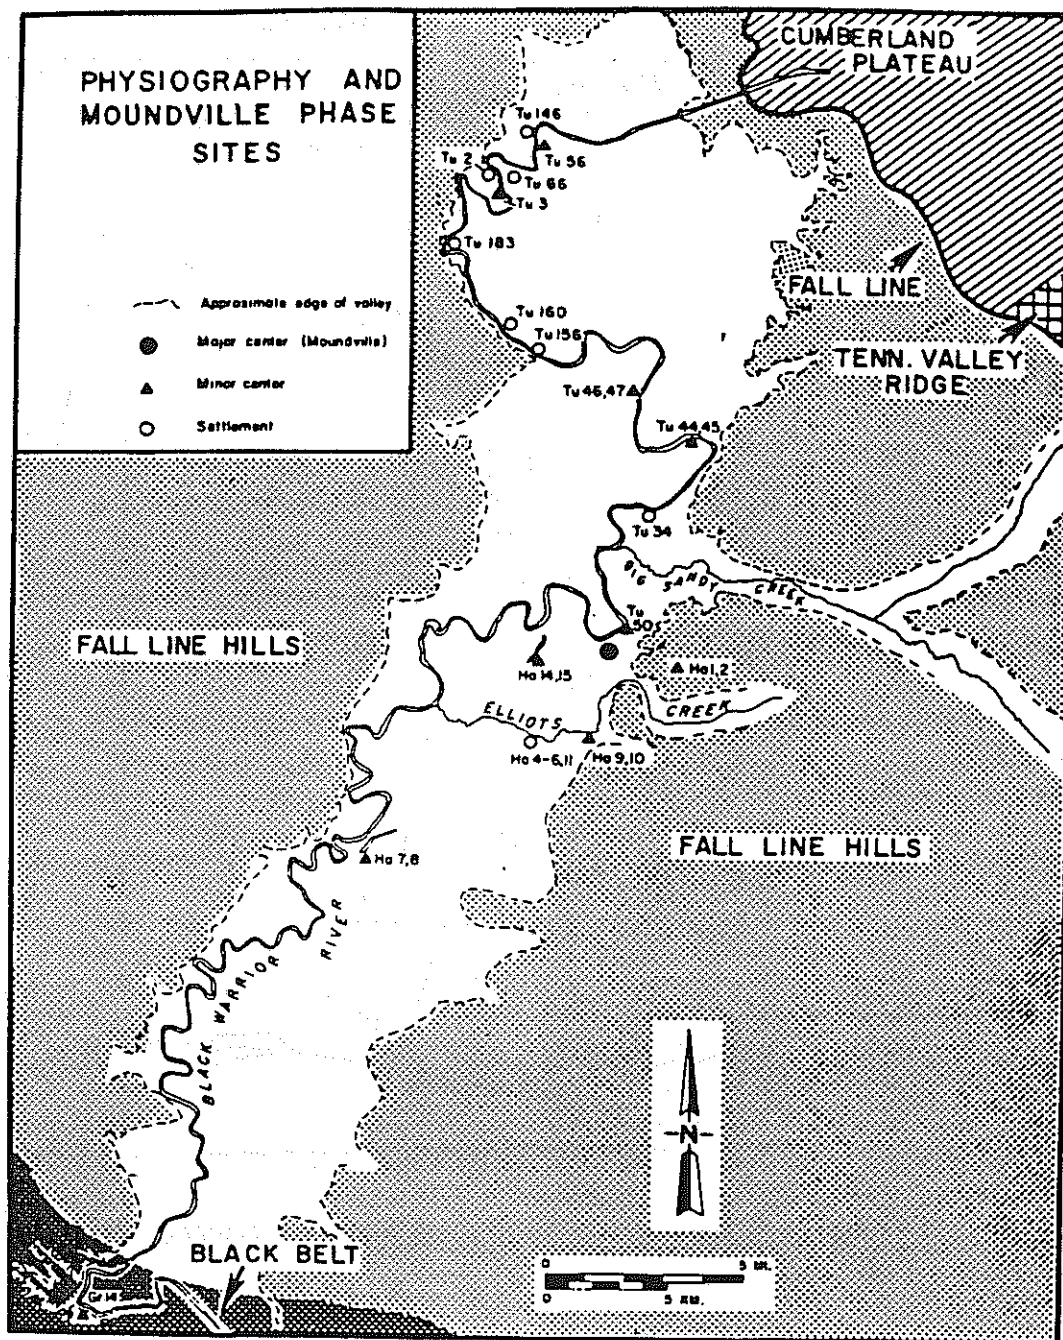 PHYSIOGRAPHY AND
MOUNDVILLE PHASE
SITES
Approximate edge of valley
Major center (Moundville)
Minor center
Settlement
CUMBERLAND
PLATEAU
Tu 146
Tu 56
Tu 2
Tu 66
Tu 3
Tu 183
FALL LINE
Tu 160
Tu 156
TENN. VALLEY
RIDGE
Tu 46,47
Tu 44,45
Tu 34
BIG SANDY CREEK
Tu
50
FALL LINE HILLS
Ha 14,15
Ha 1,2
ELLIOTS CREEK
Ha 4-6,11
Ha 9,10
Ha 7,8
FALL LINE HILLS
BLACK WARRIOR RIVER
N
BLACK BELT
0 5 MI.
0 5 KM.